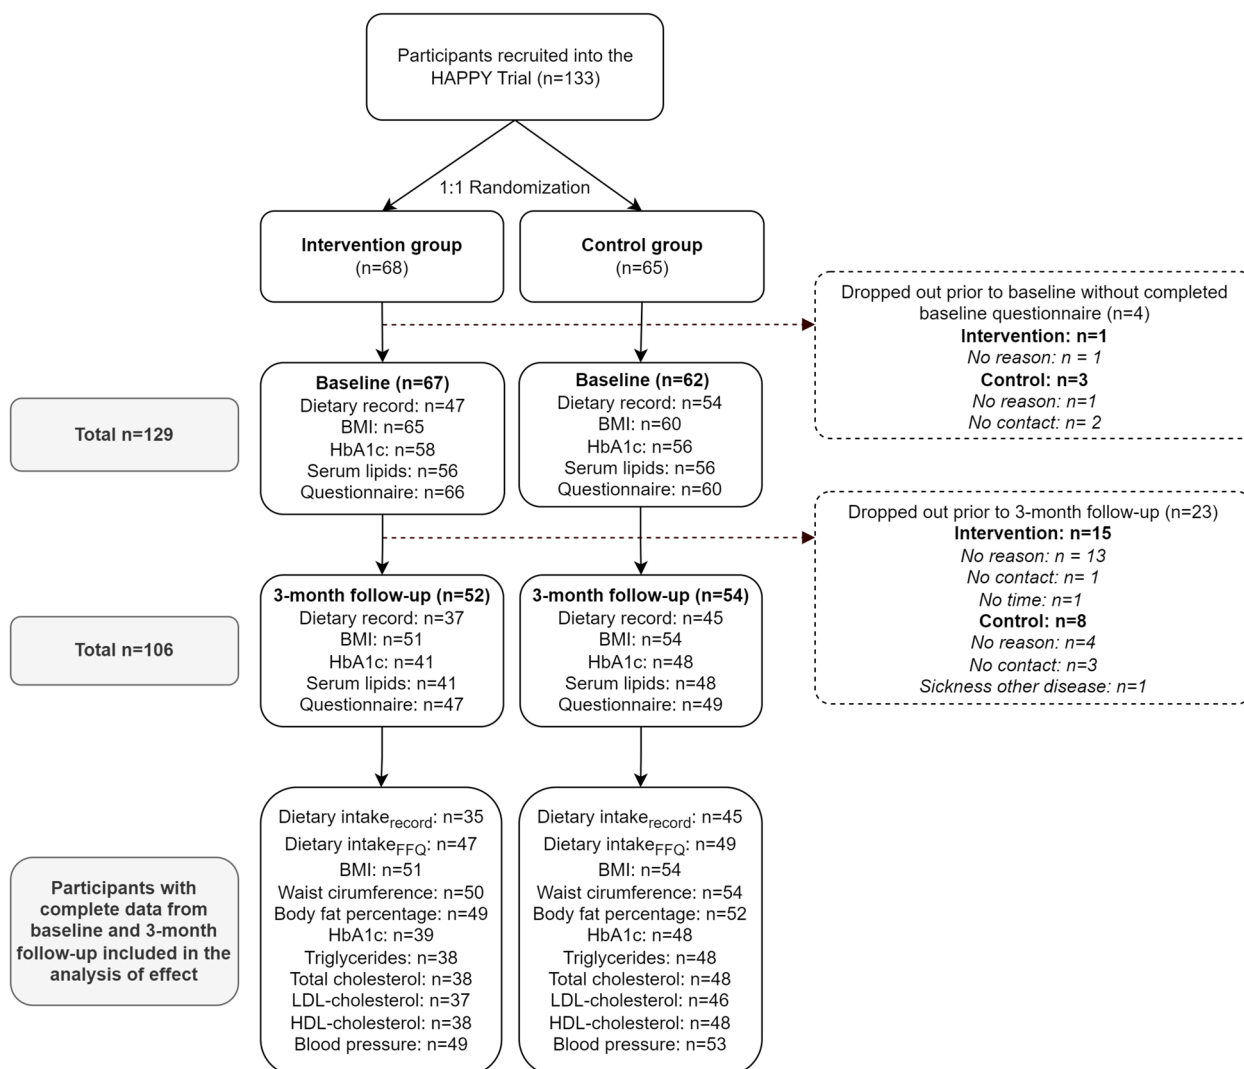 Participants recruited into the
HAPPY Trial (n=133)
1:1 Randomization
Intervention group
(n=68)
Control group
(n=65)
Dropped out prior to baseline without completed
baseline questionnaire (n=4)
Intervention: n=1
No reason: n = 1
Control: n=3
No reason: n=1
No contact: n= 2
Total n=129
Baseline (n=67)
Dietary record: n=47
BMI: n=65
HbA1c: n=58
Serum lipids: n=56
Questionnaire: n=66
Baseline (n=62)
Dietary record: n=54
BMI: n=60
HbA1c: n=56
Serum lipids: n=56
Questionnaire: n=60
Dropped out prior to 3-month follow-up (n=23)
Intervention: n=15
No reason: n = 13
No contact: n= 1
No time: n=1
Control: n=8
No reason: n=4
No contact: n=3
Sickness other disease: n=1
Total n=106
3-month follow-up (n=52)
Dietary record: n=37
BMI: n=51
HbA1c: n=41
Serum lipids: n=41
Questionnaire: n=47
3-month follow-up (n=54)
Dietary record: n=45
BMI: n=54
HbA1c: n=48
Serum lipids: n=48
Questionnaire: n=49
Participants with
complete data from
baseline and 3-month
follow-up included in the
analysis of effect
Dietary intakerecord: n=35
Dietary intakeFFQ: n=47
BMI: n=51
Waist cirumference: n=50
Body fat percentage: n=49
HbA1c: n=39
Triglycerides: n=38
Total cholesterol: n=38
LDL-cholesterol: n=37
HDL-cholesterol: n=38
Blood pressure: n=49
Dietary intakerecord: n=45
Dietary intakeFFQ: n=49
BMI: n=54
Waist cirumference: n=54
Body fat percentage: n=52
HbA1c: n=48
Triglycerides: n=48
Total cholesterol: n=48
LDL-cholesterol: n=46
HDL-cholesterol: n=48
Blood pressure: n=53